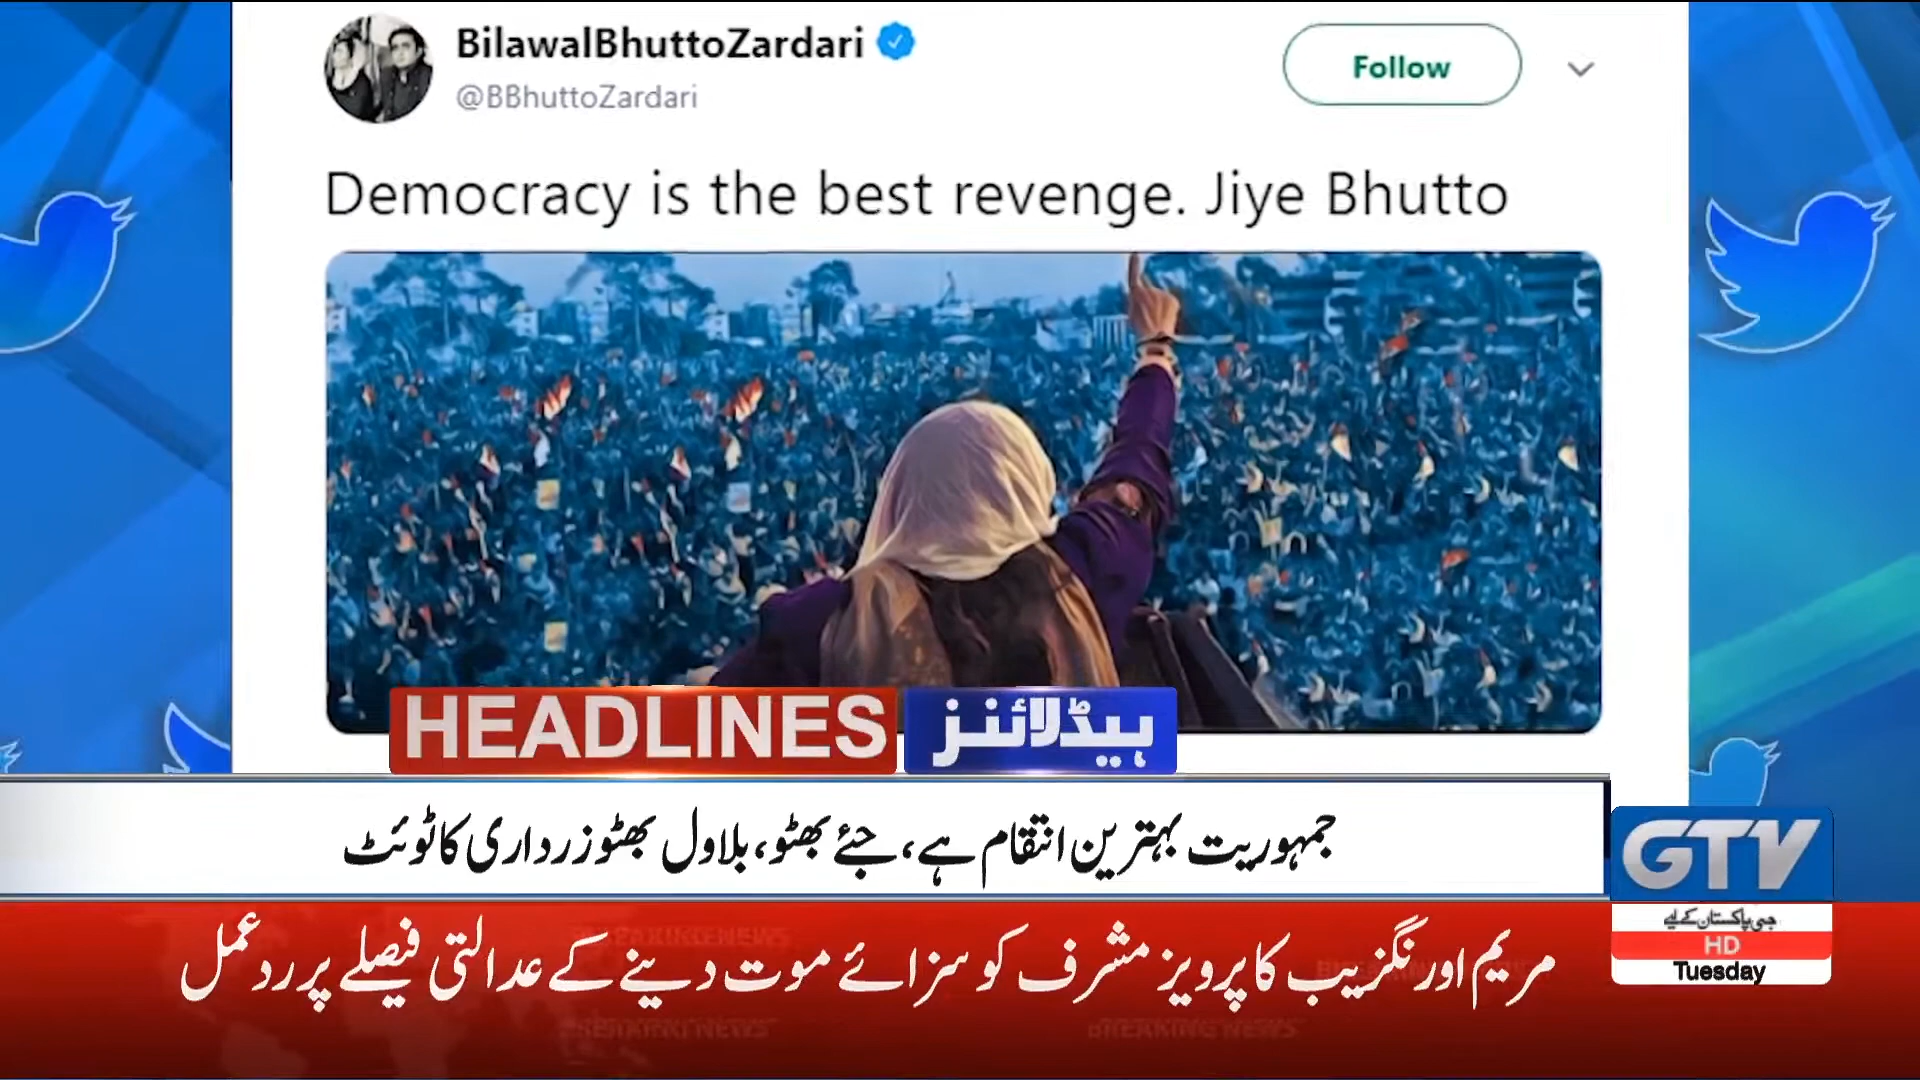 BilawalBhuttoZardari
@BBhuttoZardari
Follow
Democracy is the best revenge. Jiye Bhutto
HEADLINES
ہیڈلائنز
جمہوریت بہترین انتقام ہے، جئے بھٹو، بلاول بھٹو زرداری کا ٹوئٹ
GTV
جی پاکستان کے لیے
HD
Tuesday
مریم اورنگزیب کا پرویز مشرف کو سزائے موت دینے کے عدالتی فیصلے پر ردعمل
BREAKING NEWS